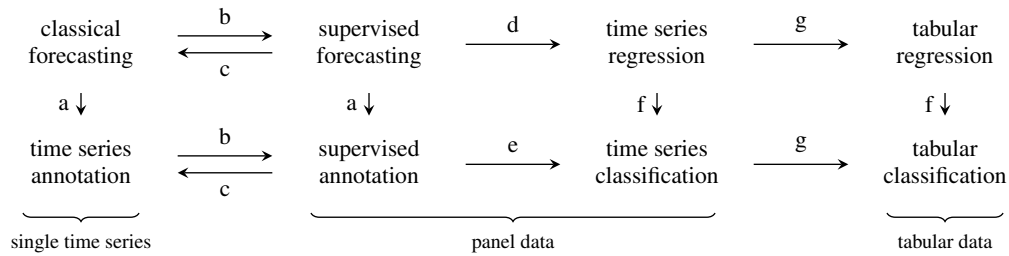 b
d
g
classical
forecasting
supervised
forecasting
time series
regression
tabular
regression
c
a
a
f
f
b
e
g
time series
annotation
supervised
annotation
time series
classification
tabular
classification
c
single time series
panel data
tabular data